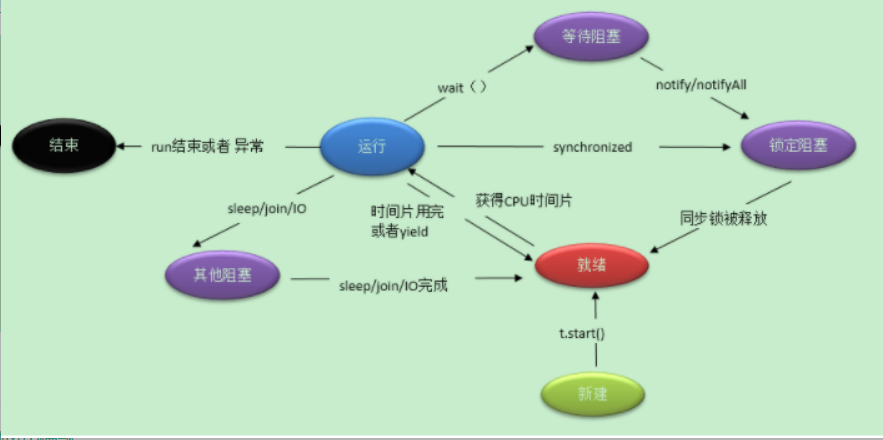 等待阻塞
wait（）
notify/notifyAll
结束
run结束或者 异常
运行
synchronized
锁定阻塞
sleep/join/IO
时间片用完
或者yield
获得CPU时间片
同步锁被释放
其他阻塞
sleep/join/IO完成
就绪
t.start()
新建